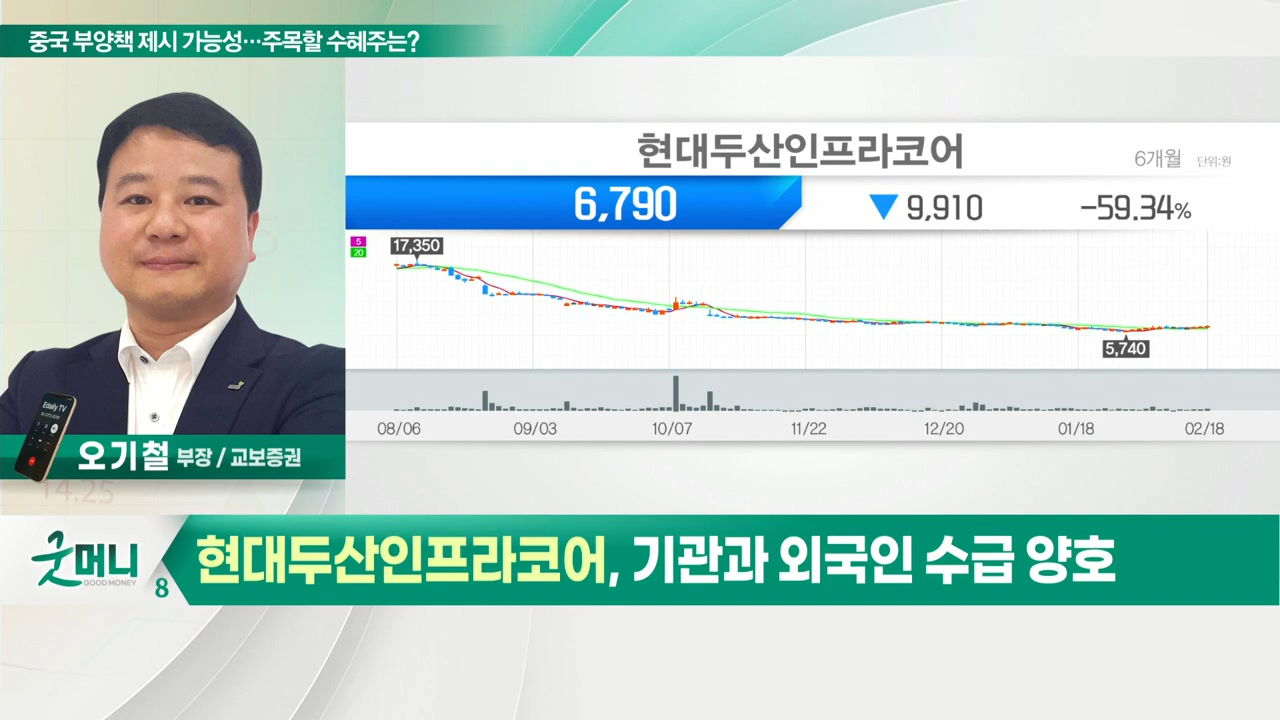 중국 부양책 제시 가능성…주목할 수혜주는?
현대두산인프라코어
6개월 단위:원
6,790 ▼ 9,910 -59.34%
5
20
17,350
5,740
08/06 09/03 10/07 11/22 12/20 01/18 02/18
Edaily TV
오기철 부장 / 교보증권
14.25
굿머니
GOOD MONEY
8
현대두산인프라코어, 기관과 외국인 수급 양호